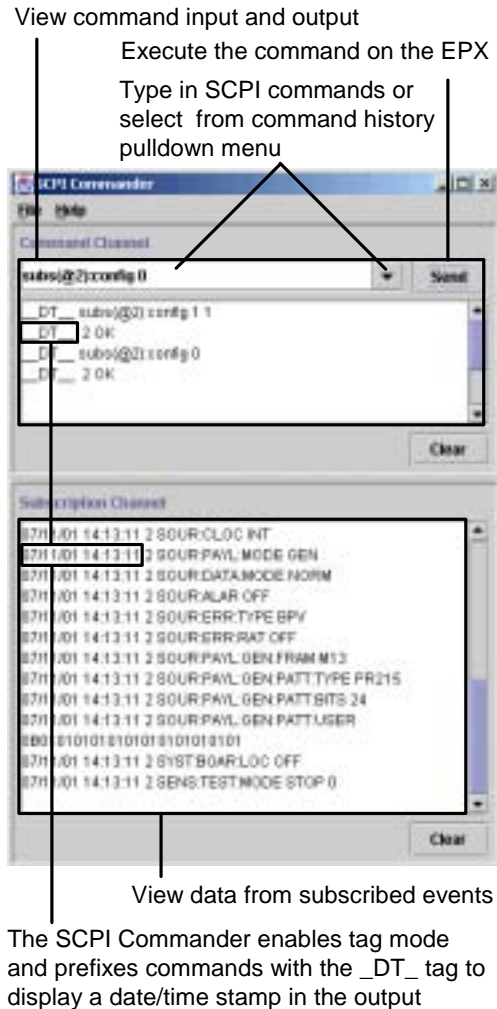 View command input and output
Execute the command on the EPX
Type in SCPI commands or
select from command history
pulldown menu
SCPI Commander
File Help
Command Channel
subs(@2):config 0
Send
__DT__ subs(@2):config 1 1
__DT__ 2 OK
__DT__ subs(@2):config 0
__DT__ 2 OK
Clear
Subscription Channel
07/11/01 14:13:11 2 SOUR:CLOC INT
07/11/01 14:13:11 2 SOUR:PAYL:MODE GEN
07/11/01 14:13:11 2 SOUR:DATA:MODE NORM
07/11/01 14:13:11 2 SOUR:ALAR OFF
07/11/01 14:13:11 2 SOUR:ERR:TYPE BPV
07/11/01 14:13:11 2 SOUR:ERR:RAT OFF
07/11/01 14:13:11 2 SOUR:PAYL:GEN:FRAM M13
07/11/01 14:13:11 2 SOUR:PAYL:GEN:PATT:TYPE PR215
07/11/01 14:13:11 2 SOUR:PAYL:GEN:PATT:BITS 24
07/11/01 14:13:11 2 SOUR:PAYL:GEN:PATT:USER
07/11/01 14:13:11 2 SYST:BOAR:LOC OFF
07/11/01 14:13:11 2 SENS:TEST:MODE STOP 0
Clear
View data from subscribed events
The SCPI Commander enables tag mode
and prefixes commands with the _DT_ tag to
display a date/time stamp in the output